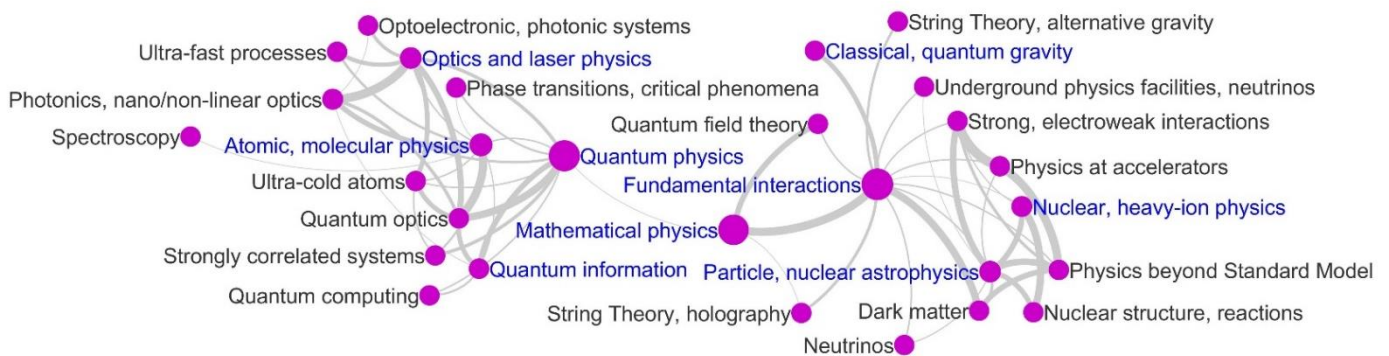 Optoelectronic, photonic systems
String Theory, alternative gravity
Ultra-fast processes
Optics and laser physics
Classical, quantum gravity
Photonics, nano/non-linear optics
Phase transitions, critical phenomena
Underground physics facilities, neutrinos
Spectroscopy
Quantum field theory
Strong, electroweak interactions
Atomic, molecular physics
Quantum physics
Physics at accelerators
Ultra-cold atoms
Fundamental interactions
Nuclear, heavy-ion physics
Quantum optics
Mathematical physics
Strongly correlated systems
Quantum information
Particle, nuclear astrophysics
Physics beyond Standard Model
Quantum computing
String Theory, holography
Dark matter
Nuclear structure, reactions
Neutrinos